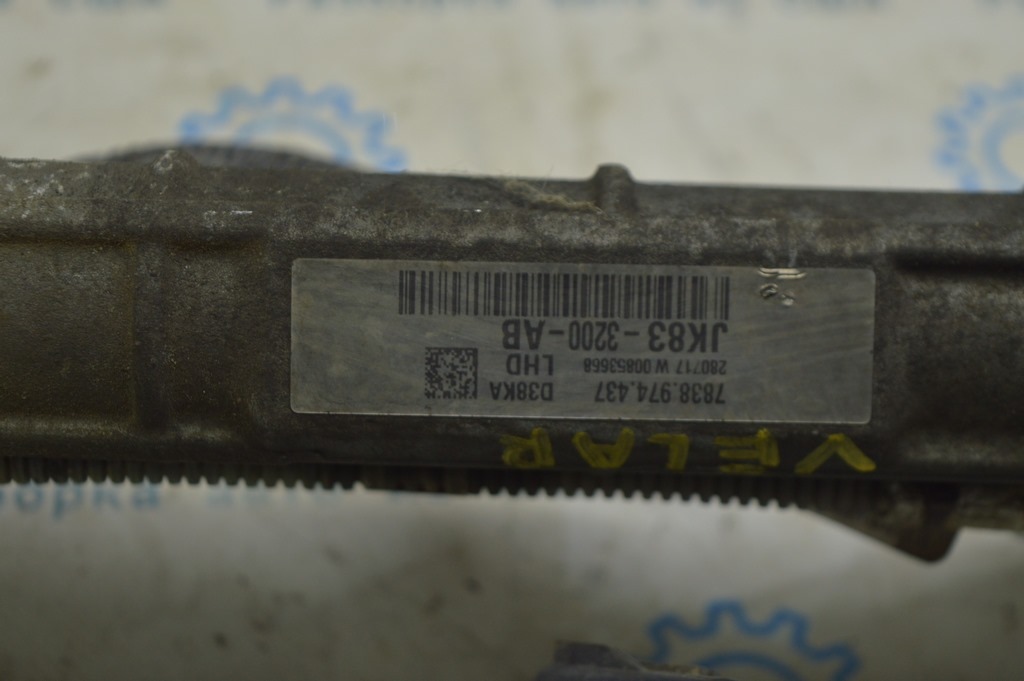 VELAR
7838.974.437 D38KA
280717 W 00853668 LHD
JK83-3200-AB